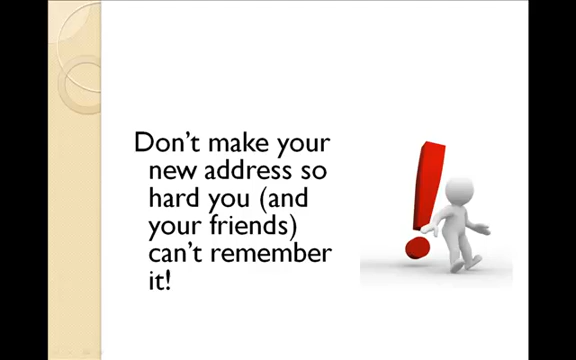 Don't make your
new address so
hard you (and
your friends)
can't remember
it!